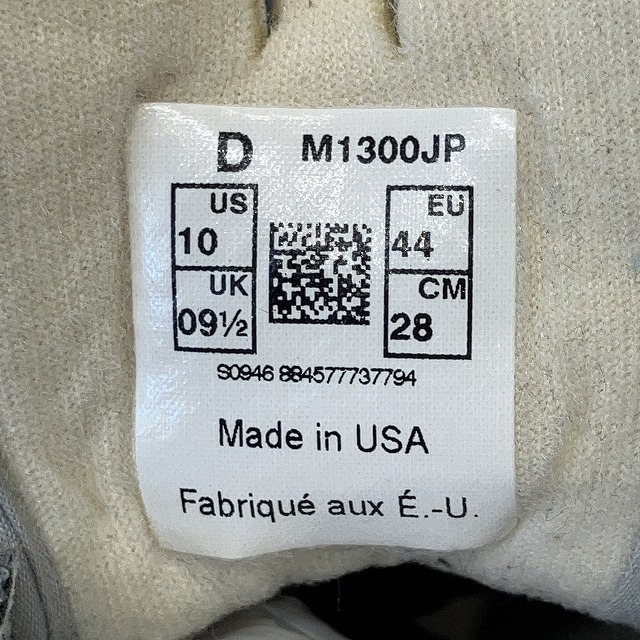 D M1300JP
US
10
UK
09½
EU
44
CM
28
S0946 884577737794
Made in USA
Fabriqué aux É.-U.